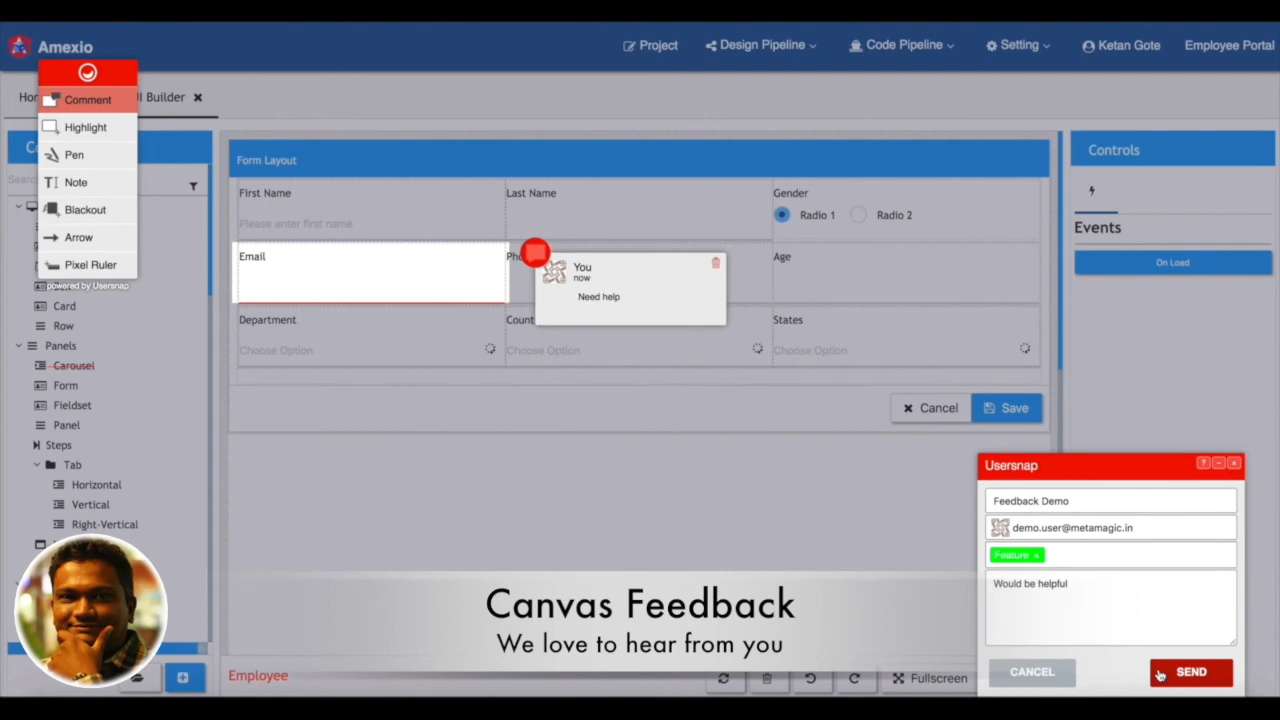 Amexio
Project
Design Pipeline
Code Pipeline
Setting
Ketan Gote
Employee Portal
UI Builder
Comment
Highlight
Pen
Note
Blackout
Arrow
Pixel Ruler
powered by Usersnap
Card
Row
Panels
Carousel
Form
Fieldset
Panel
Steps
Tab
Horizontal
Vertical
Right-Vertical
Form Layout
First Name
Last Name
Gender
Please enter first name
Radio 1
Radio 2
Email
Age
You
now
Need help
Department
States
Choose Option
Choose Option
Choose Option
Cancel
Save
Controls
Events
On Load
Usersnap
Feedback Demo
demo.user@metamagic.in
Feature ×
Would be helpful
CANCEL
SEND
Canvas Feedback
We love to hear from you
Employee
Fullscreen